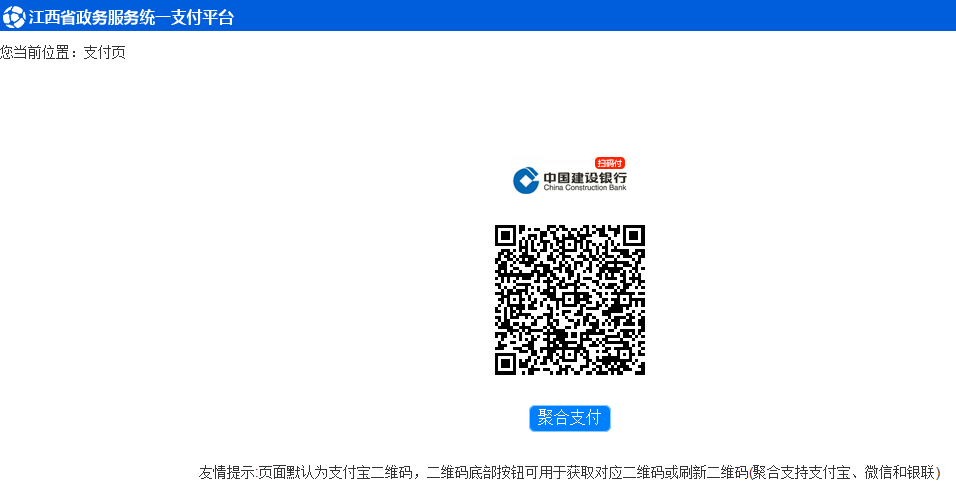 江西省政务服务统一支付平台
您当前位置：支付页
扫码付
中国建设银行
China Construction Bank
聚合支付
友情提示:页面默认为支付宝二维码，二维码底部按钮可用于获取对应二维码或刷新二维码(聚合支持支付宝、微信和银联)